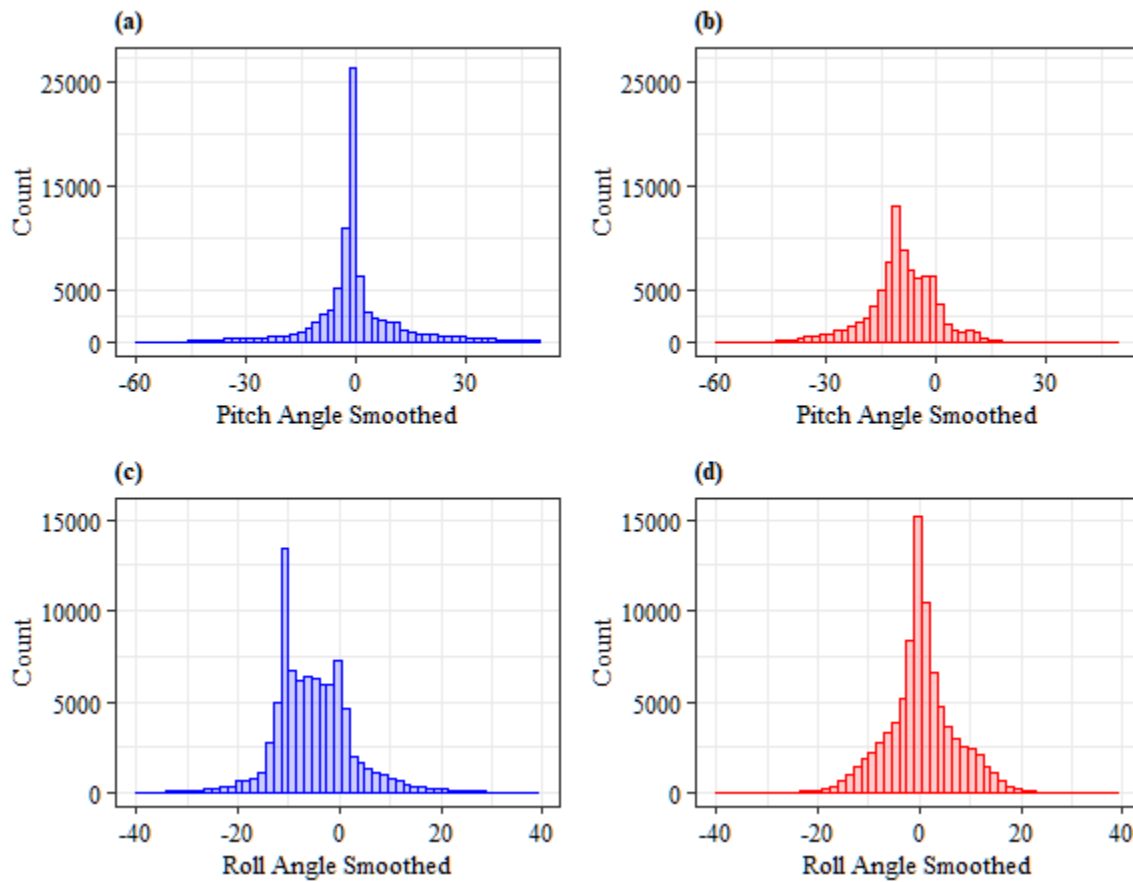 (a)
25000
15000
5000
0
Count
-60 -30 0 30
Pitch Angle Smoothed
(b)
25000
15000
5000
0
Count
-60 -30 0 30
Pitch Angle Smoothed
(c)
15000
10000
5000
0
Count
-40 -20 0 20 40
Roll Angle Smoothed
(d)
15000
10000
5000
0
Count
-40 -20 0 20 40
Roll Angle Smoothed